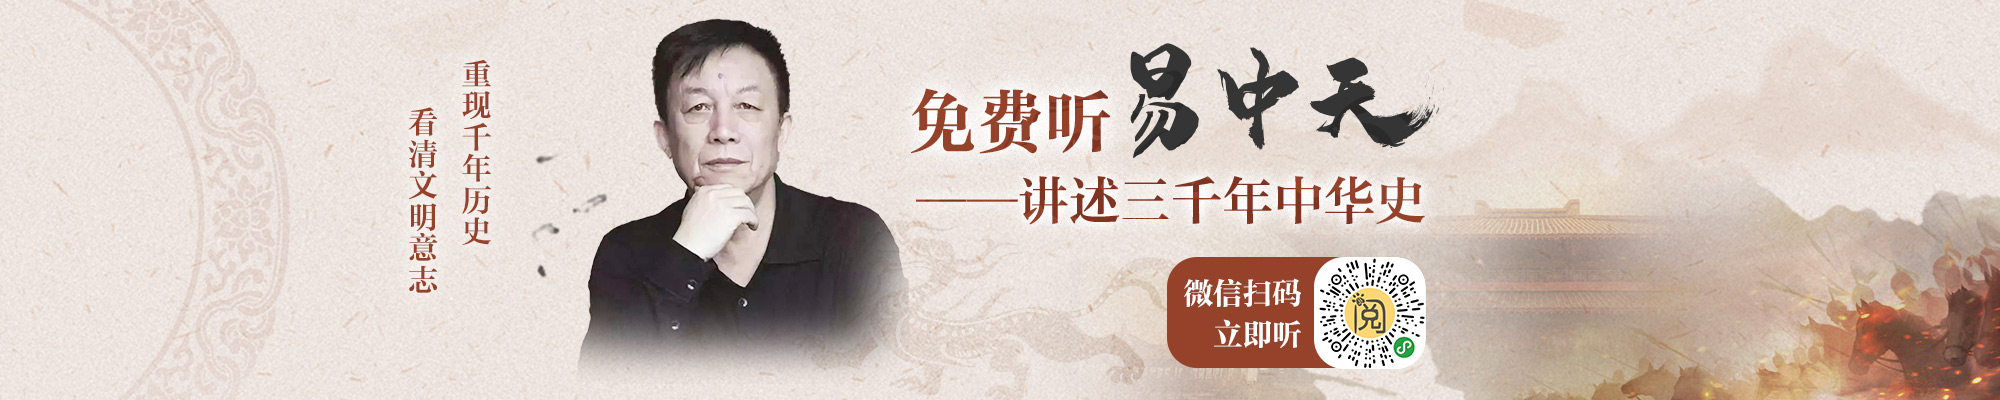 重现千年历史
看清文明意志
免费听易中天
——讲述三千年中华史
微信扫码
立即听
阅